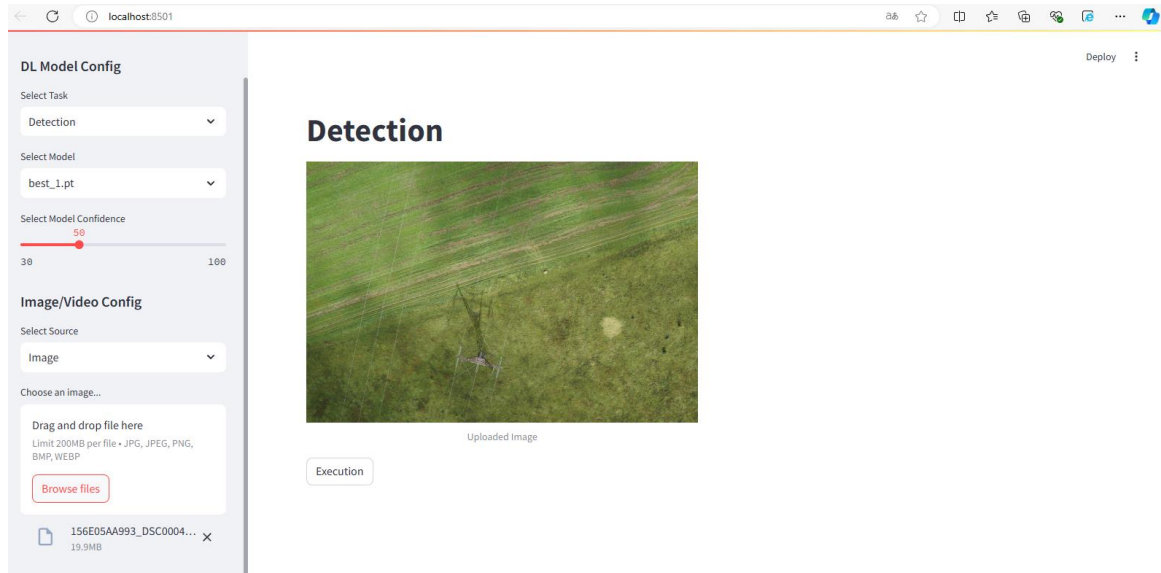 localhost:8501
Deploy
DL Model Config
Select Task
Detection
Select Model
best_1.pt
Select Model Confidence
50
30 100
Image/Video Config
Select Source
Image
Choose an image...
Drag and drop file here
Limit 200MB per file • JPG, JPEG, PNG,
BMP, WEBP
Browse files
156E05AA993_DSC0004...
19.9MB
Detection
Uploaded Image
Execution